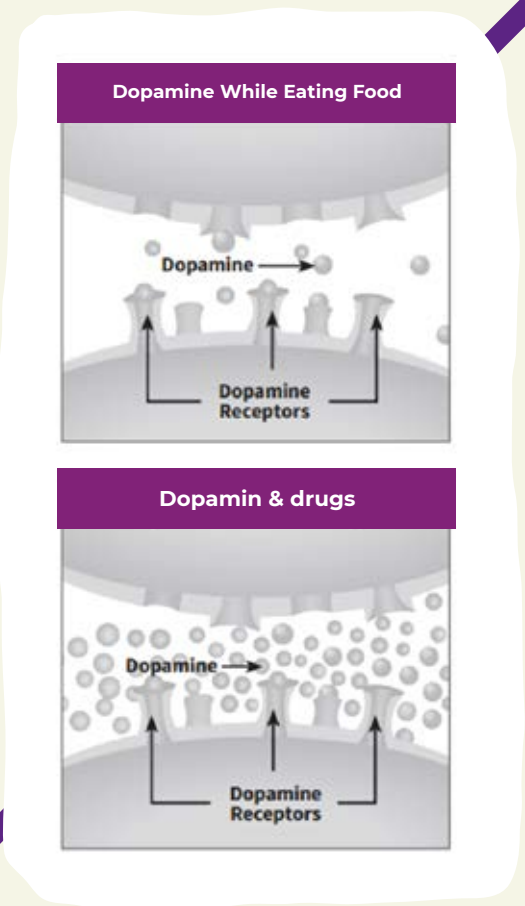 Dopamine While Eating Food
Dopamine
Dopamine
Receptors
Dopamin & drugs
Dopamine
Dopamine
Receptors